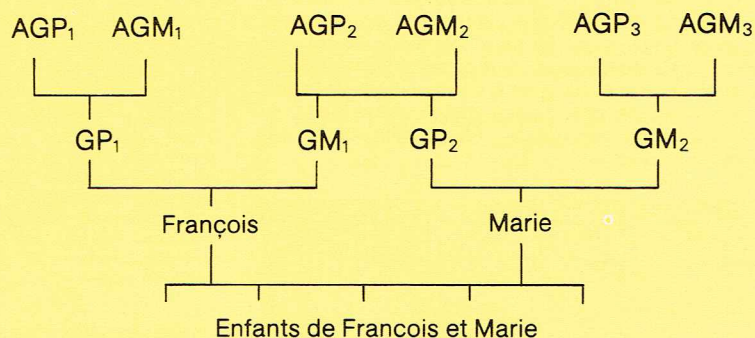 AGP₁ AGM₁ AGP₂ AGM₂ AGP₃ AGM₃
GP₁ GM₁ GP₂ GM₂
François Marie
Enfants de Francois et Marie